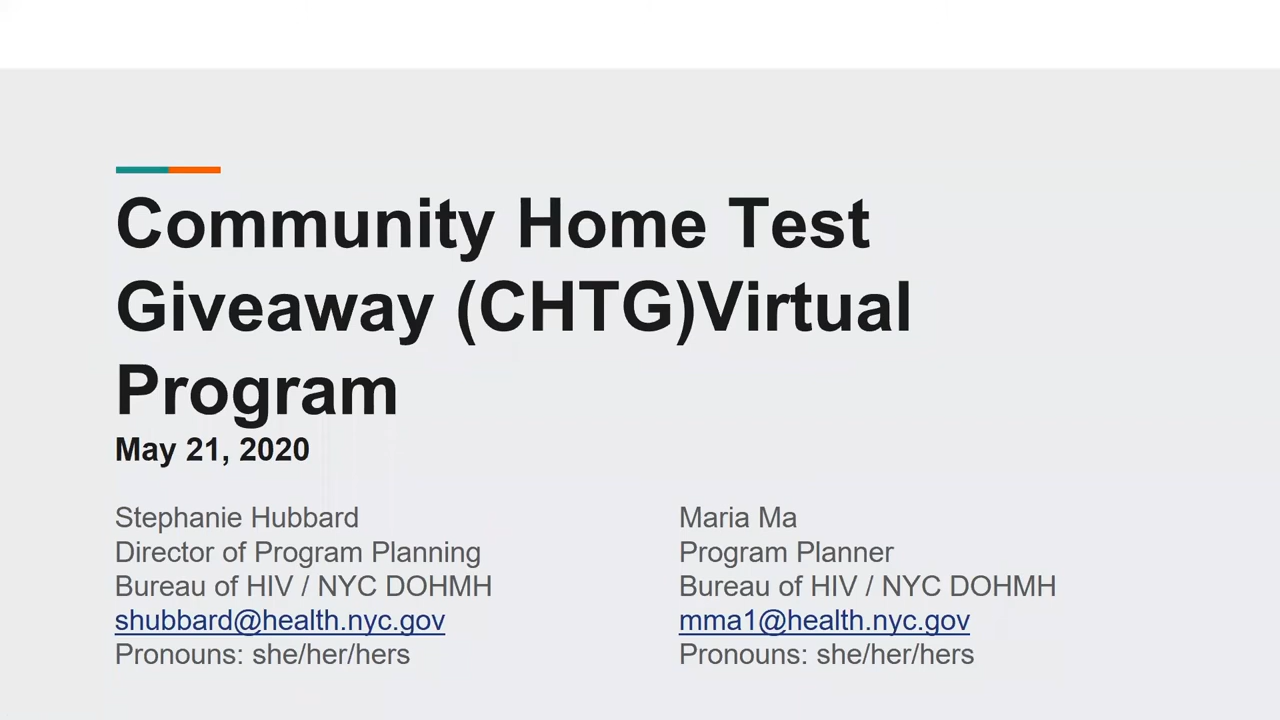 Community Home Test
Giveaway (CHTG)Virtual
Program
May 21, 2020
Stephanie Hubbard
Director of Program Planning
Bureau of HIV / NYC DOHMH
shubbard@health.nyc.gov
Pronouns: she/her/hers
Maria Ma
Program Planner
Bureau of HIV / NYC DOHMH
mma1@health.nyc.gov
Pronouns: she/her/hers